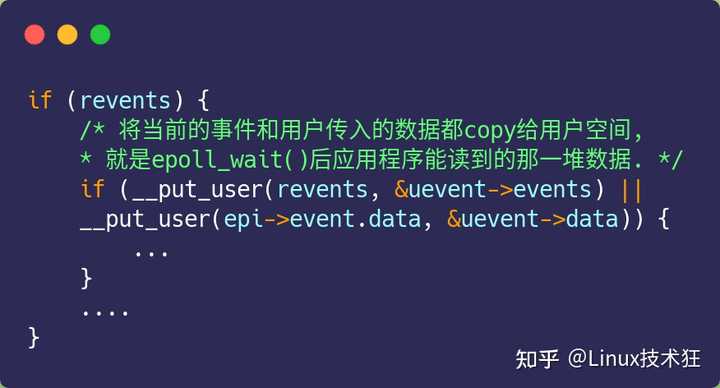 if (revents) {
    /* 将当前的事件和用户传入的数据都copy给用户空间,
    * 就是epoll_wait()后应用程序能读到的那一堆数据. */
    if (__put_user(revents, &uevent->events) ||
    __put_user(epi->event.data, &uevent->data)) {
        ...
    }
    ....
}
知乎 @Linux技术狂